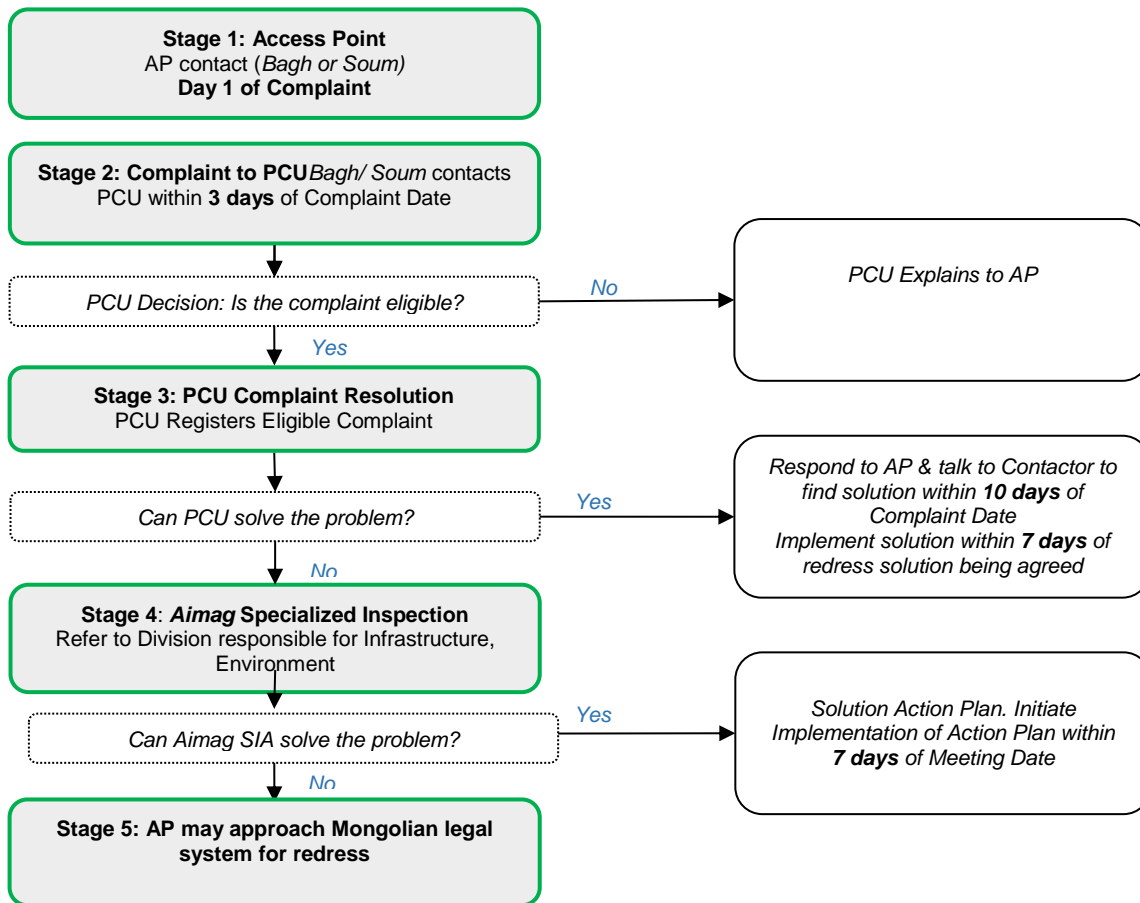 Stage 1: Access Point
AP contact (Bagh or Soum)
Day 1 of Complaint
Stage 2: Complaint to PCUBagh/ Soum contacts
PCU within 3 days of Complaint Date
PCU Decision: Is the complaint eligible?
No
PCU Explains to AP
Yes
Stage 3: PCU Complaint Resolution
PCU Registers Eligible Complaint
Can PCU solve the problem?
Yes
Respond to AP & talk to Contactor to
find solution within 10 days of
Complaint Date
Implement solution within 7 days of
redress solution being agreed
No
Stage 4: Aimag Specialized Inspection
Refer to Division responsible for Infrastructure,
Environment
Can Aimag SIA solve the problem?
Yes
Solution Action Plan. Initiate
Implementation of Action Plan within
7 days of Meeting Date
No
Stage 5: AP may approach Mongolian legal
system for redress